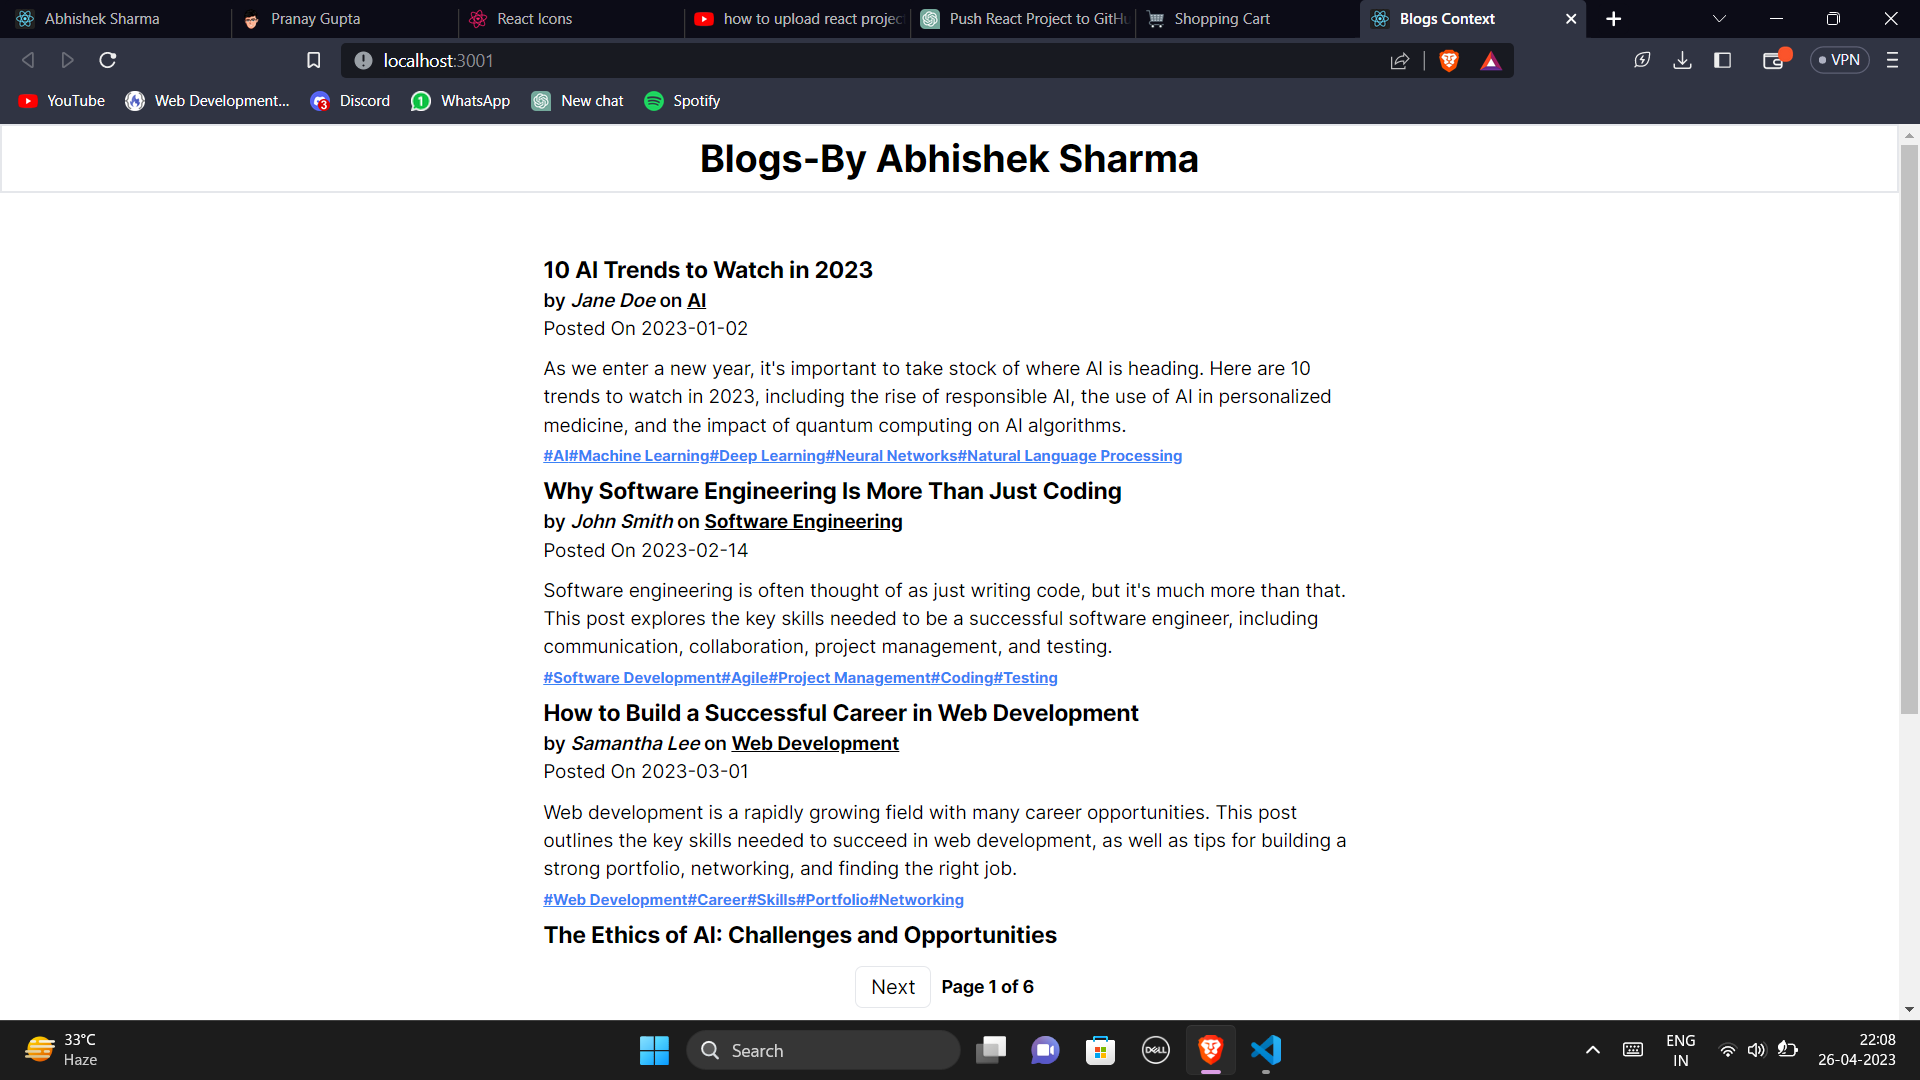 Abhishek Sharma
Pranay Gupta
React Icons
how to upload react projec
Push React Project to GitHu
Shopping Cart
Blogs Context
localhost:3001
VPN
YouTube
Web Development...
3
Discord
1
WhatsApp
New chat
Spotify
Blogs-By Abhishek Sharma
10 AI Trends to Watch in 2023
by Jane Doe on AI
Posted On 2023-01-02
As we enter a new year, it's important to take stock of where AI is heading. Here are 10
trends to watch in 2023, including the rise of responsible AI, the use of AI in personalized
medicine, and the impact of quantum computing on AI algorithms.
#AI#Machine Learning#Deep Learning#Neural Networks#Natural Language Processing
Why Software Engineering Is More Than Just Coding
by John Smith on Software Engineering
Posted On 2023-02-14
Software engineering is often thought of as just writing code, but it's much more than that.
This post explores the key skills needed to be a successful software engineer, including
communication, collaboration, project management, and testing.
#Software Development#Agile#Project Management#Coding#Testing
How to Build a Successful Career in Web Development
by Samantha Lee on Web Development
Posted On 2023-03-01
Web development is a rapidly growing field with many career opportunities. This post
outlines the key skills needed to succeed in web development, as well as tips for building a
strong portfolio, networking, and finding the right job.
#Web Development#Career#Skills#Portfolio#Networking
The Ethics of AI: Challenges and Opportunities
Next
Page 1 of 6
33°C
Haze
Search
DELL
ENG
IN
22:08
26-04-2023